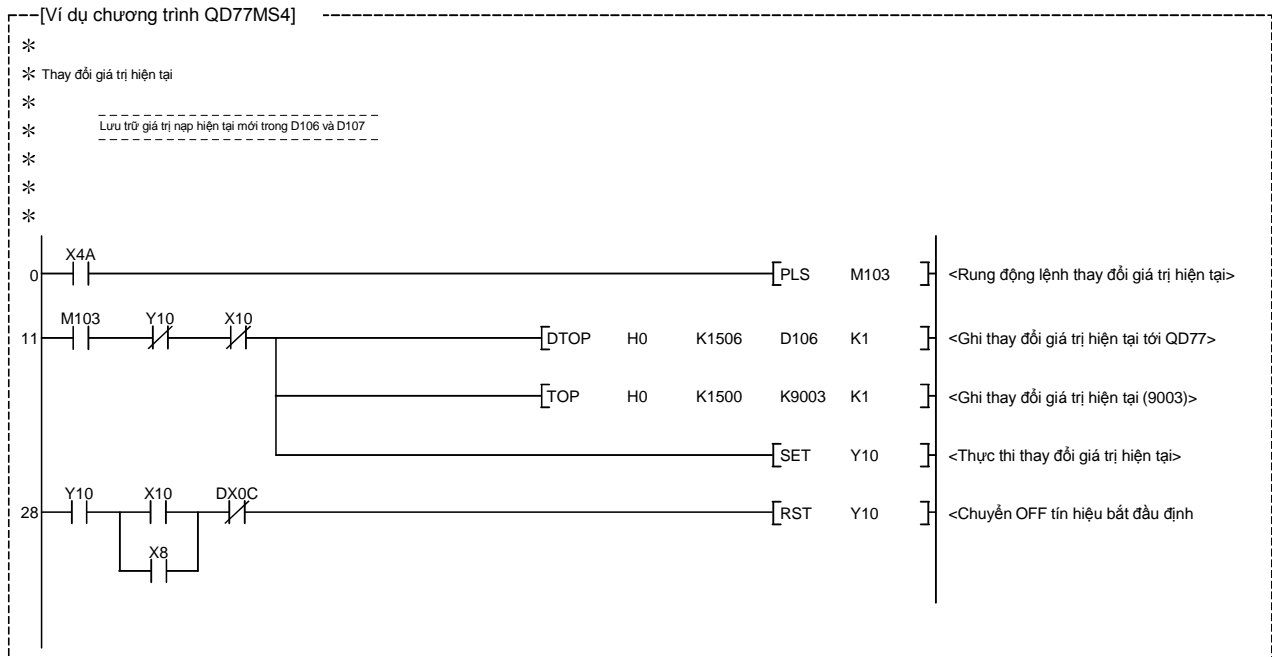 [Ví dụ chương trình QD77MS4]
*
* Thay đổi giá trị hiện tại
*
* Lưu trữ giá trị nạp hiện tại mới trong D106 và D107
*
*
*
X4A
0 [PLS M103 ] <Rung động lệnh thay đổi giá trị hiện tại>
M103 Y10 X10
11 [DTOP H0 K1506 D106 K1 ] <Ghi thay đổi giá trị hiện tại tới QD77>
[TOP H0 K1500 K9003 K1 ] <Ghi thay đổi giá trị hiện tại (9003)>
[SET Y10 ] <Thực thi thay đổi giá trị hiện tại>
Y10 X10 DX0C
28 [RST Y10 ] <Chuyển OFF tín hiệu bắt đầu định
X8